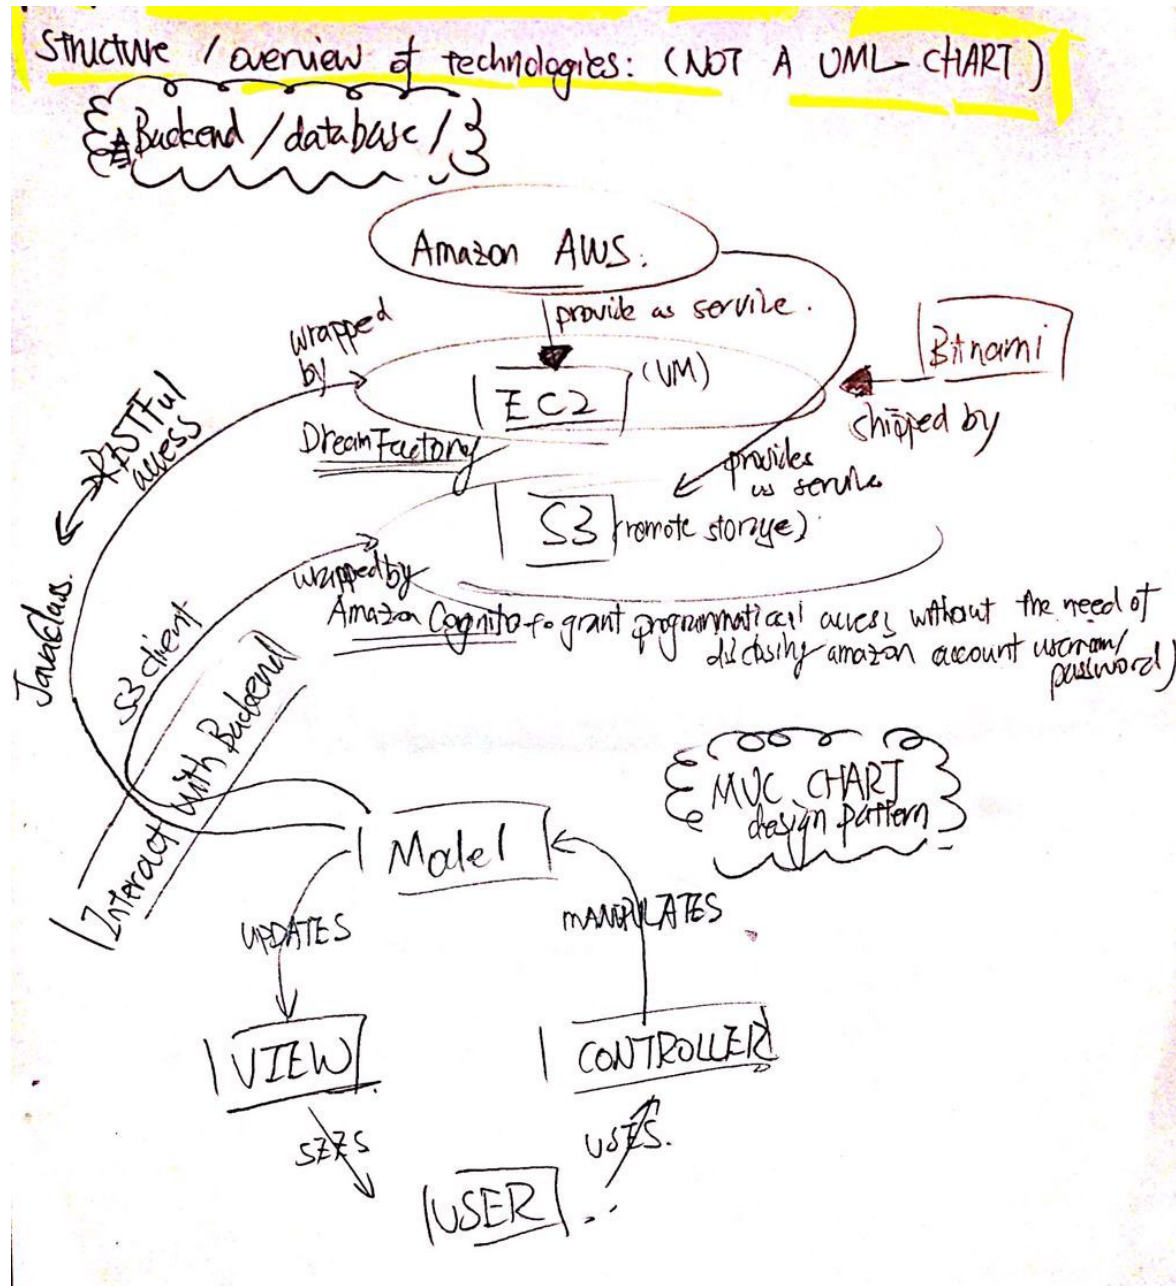 Structure / overview of technologies: (NOT A UML CHART)
Backend / database /
Amazon AWS.
provide as service.
wrapped
by
Bitnami
(VM)
EC2
RESTFul
access
shipped by
DreamFactory
provides
as service
S3
(remote storage)
wrapped by
Amazon Cognito to grant programmatical access without the need of
disclosing amazon account username/
password)
JavaClass.
S3 client
Interact with Backend
MVC CHART
design pattern
Model
UPDATES
MANIPULATES
VIEW
CONTROLLER
SEES
USES.
USER